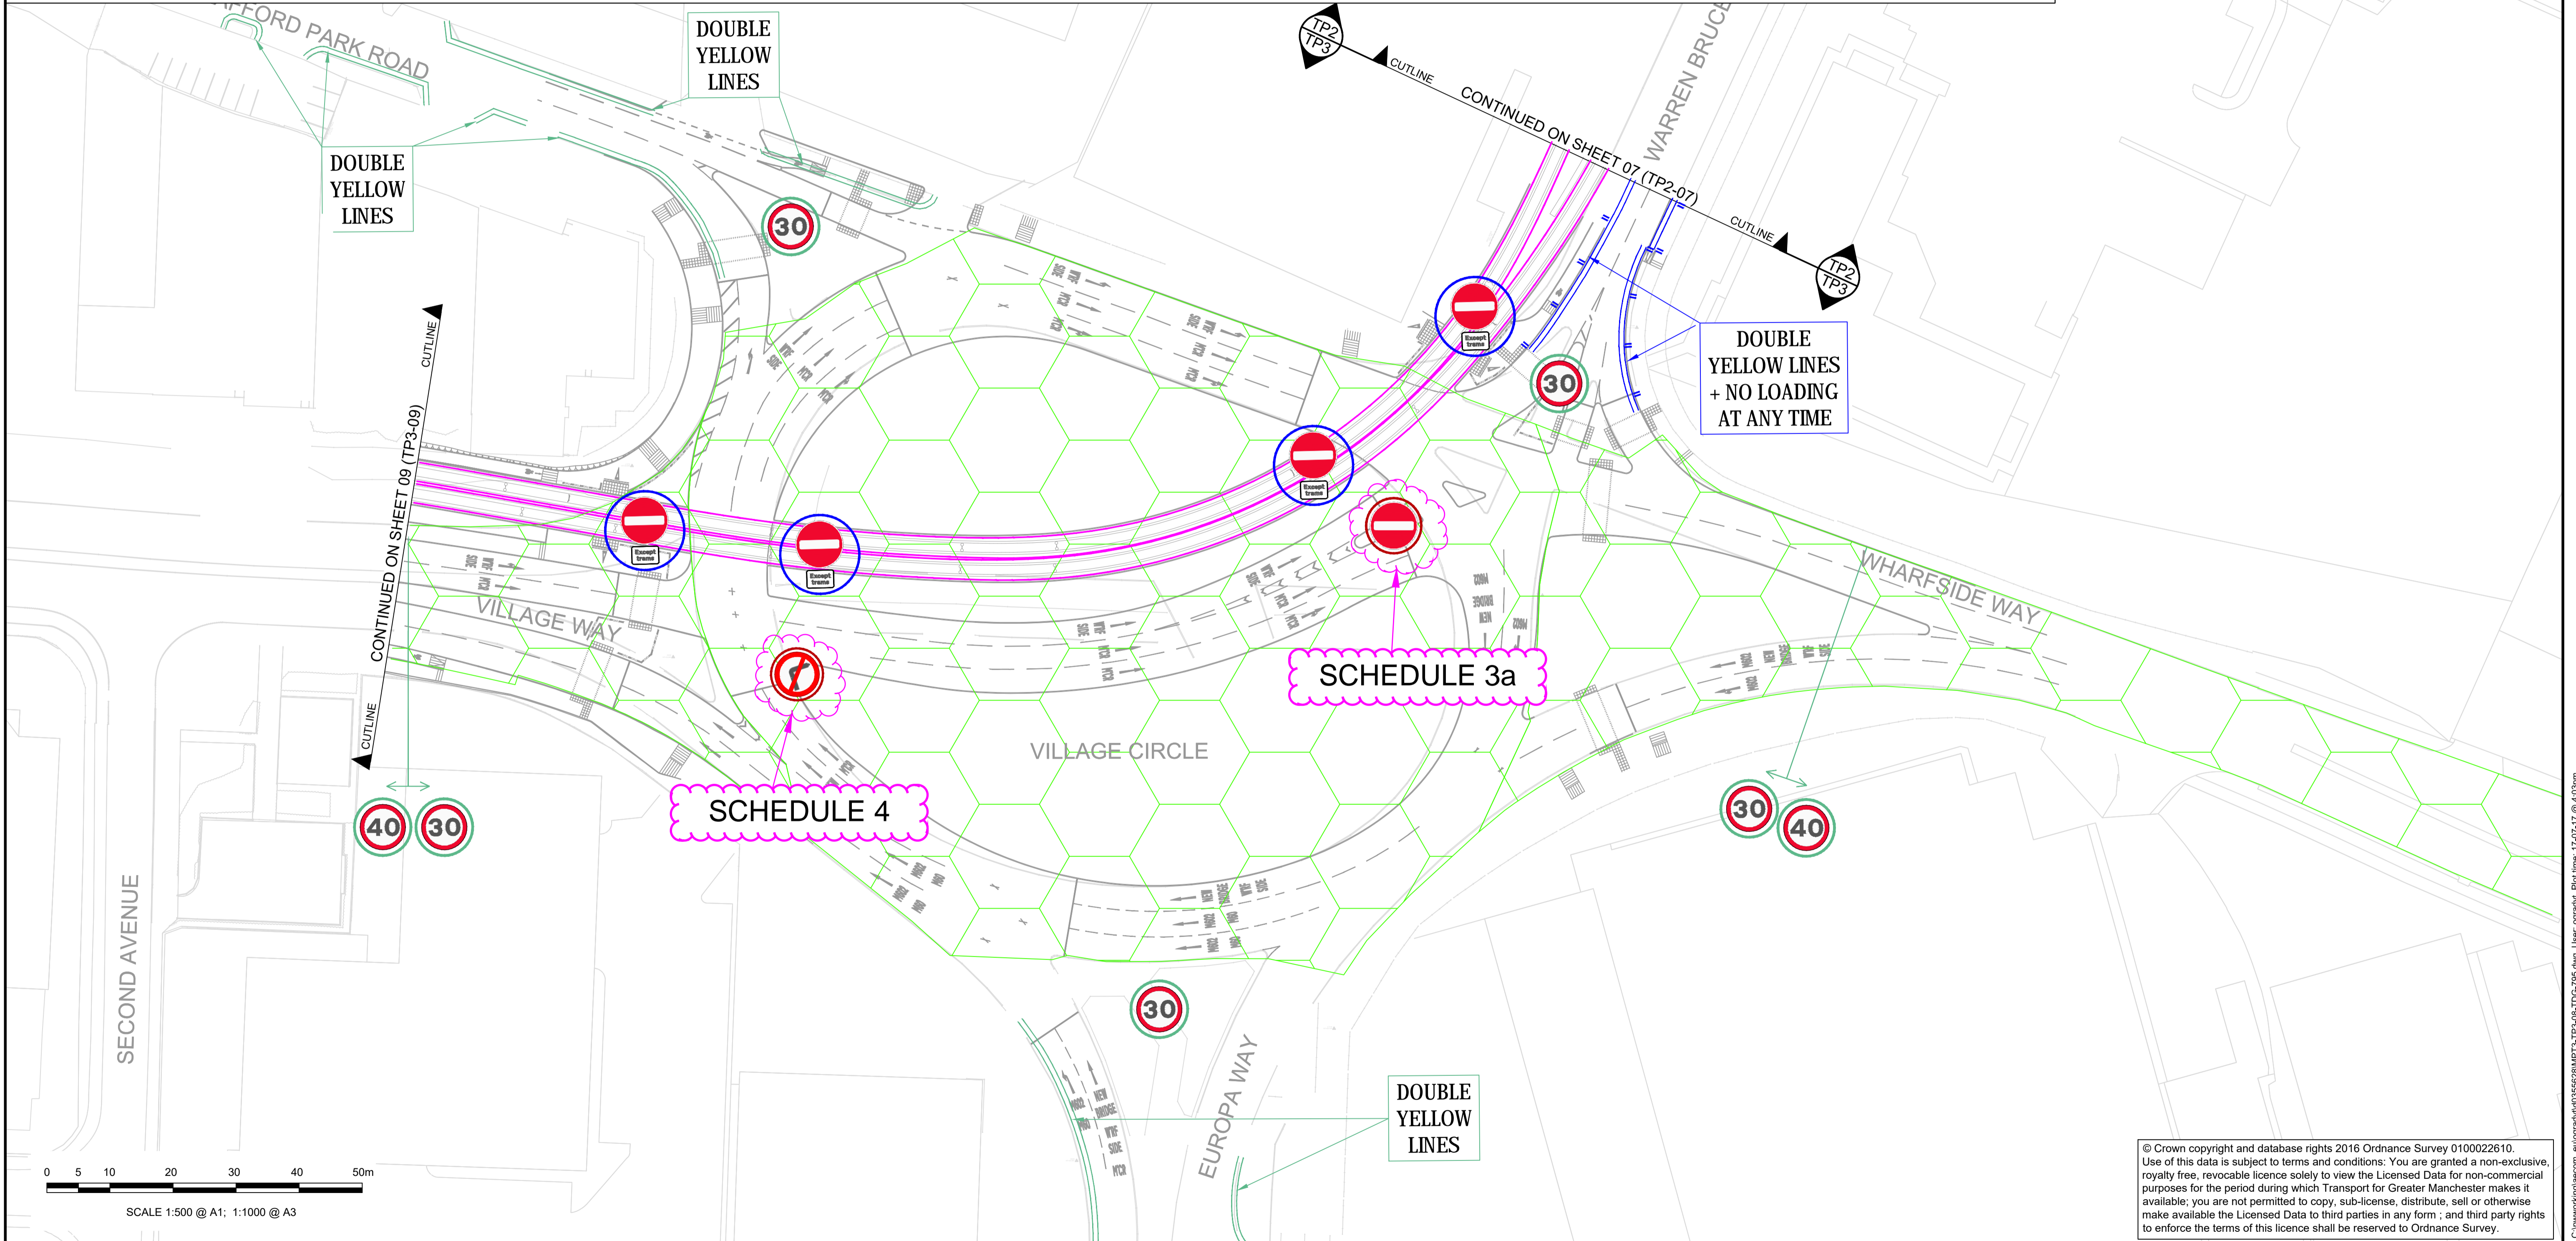 AFFORD PARK ROAD
DOUBLE
YELLOW
LINES
DOUBLE
YELLOW
LINES
30
TP2
TP3
CUTLINE
CONTINUED ON SHEET 07 (TP2-07)
WARREN BRUCE
CUTLINE
TP2
TP3
Except
trams
30
DOUBLE
YELLOW LINES
+ NO LOADING
AT ANY TIME
CUTLINE
CONTINUED ON SHEET 09 (TP3-09)
CUTLINE
Except
trams
Except
trams
Except
trams
VILLAGE WAY
WHARFSIDE WAY
SCHEDULE 3a
SCHEDULE 4
VILLAGE CIRCLE
40
30
30
40
SECOND AVENUE
30
EUROPA WAY
DOUBLE
YELLOW
LINES
0 5 10 20 30 40 50m
SCALE 1:500 @ A1; 1:1000 @ A3
© Crown copyright and database rights 2016 Ordnance Survey 0100022610.
Use of this data is subject to terms and conditions: You are granted a non-exclusive,
royalty free, revocable licence solely to view the Licensed Data for non-commercial
purposes for the period during which Transport for Greater Manchester makes it
available; you are not permitted to copy, sub-license, distribute, sell or otherwise
make available the Licensed Data to third parties in any form ; and third party rights
to enforce the terms of this licence shall be reserved to Ordnance Survey.